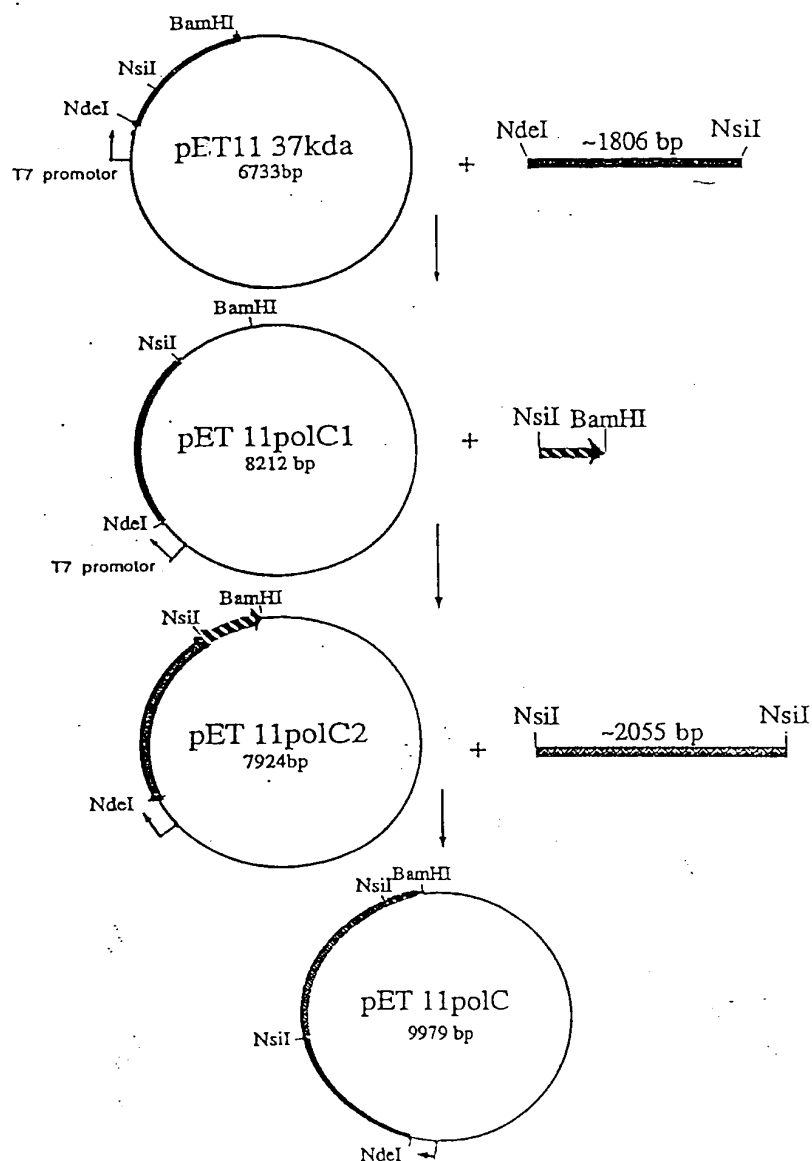 BamHI
NsiI
NdeI
T7 promotor
pET11 37kda
6733bp
+
NdeI ~1806 bp NsiI
BamHI
NsiI
pET 11polC1
8212 bp
NdeI
T7 promotor
+
NsiI BamHI
BamHI
NsiI
pET 11polC2
7924bp
NdeI
+
NsiI ~2055 bp NsiI
BamHI
NsiI
pET 11polC
9979 bp
NsiI
NdeI